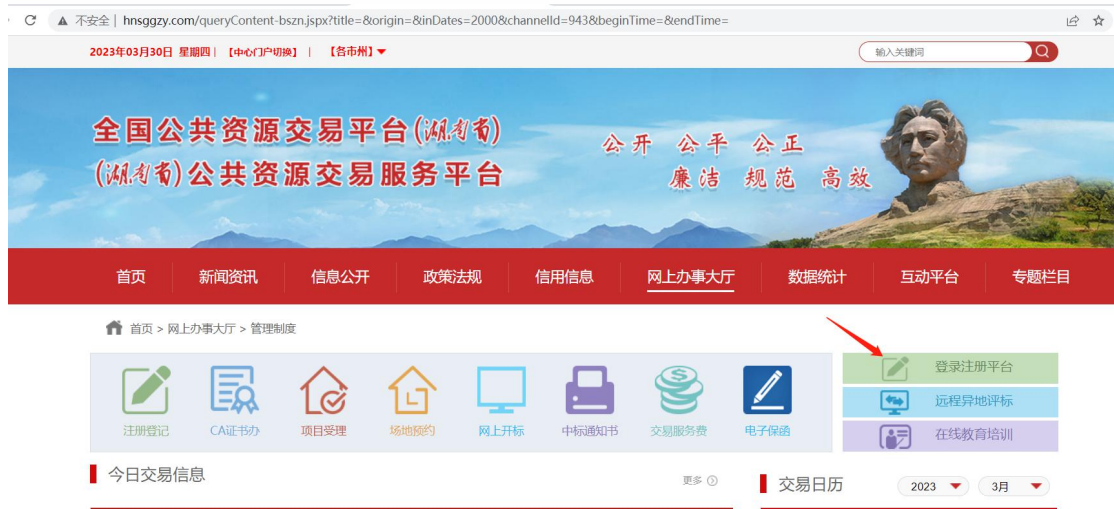 不安全 | hnsggzy.com/queryContent-bszn.jspx?title=&origin=&inDates=2000&channelId=943&beginTime=&endTime=
2023年03月30日 星期四 | 【中心门户切换】 | 【各市州】
输入关键词
全国公共资源交易平台(湖南省)
(湖南省)公共资源交易服务平台
公开 公平 公正
廉洁 规范 高效
首页 新闻资讯 信息公开 政策法规 信用信息 网上办事大厅 数据统计 互动平台 专题栏目
首页 > 网上办事大厅 > 管理制度
注册登记 CA证书办 项目受理 场地预约 网上开标 中标通知书 交易服务费 电子保函
登录注册平台
远程异地评标
在线教育培训
今日交易信息 更多
交易日历 2023 3月